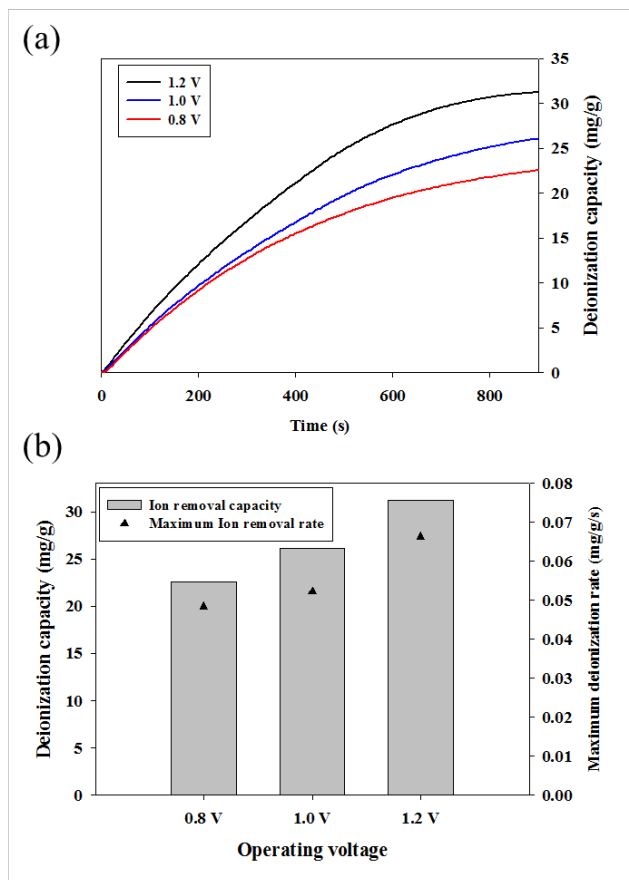 (a)
1.2 V
1.0 V
0.8 V
35
30
25
20
15
10
5
0
Deionization capacity (mg/g)
0
200
400
600
800
Time (s)
(b)
Ion removal capacity
Maximum Ion removal rate
30
25
20
15
10
5
0
Deionization capacity (mg/g)
0.08
0.07
0.06
0.05
0.04
0.03
0.02
0.01
0.00
Maximum deionization rate (mg/g/s)
0.8 V
1.0 V
1.2 V
Operating voltage